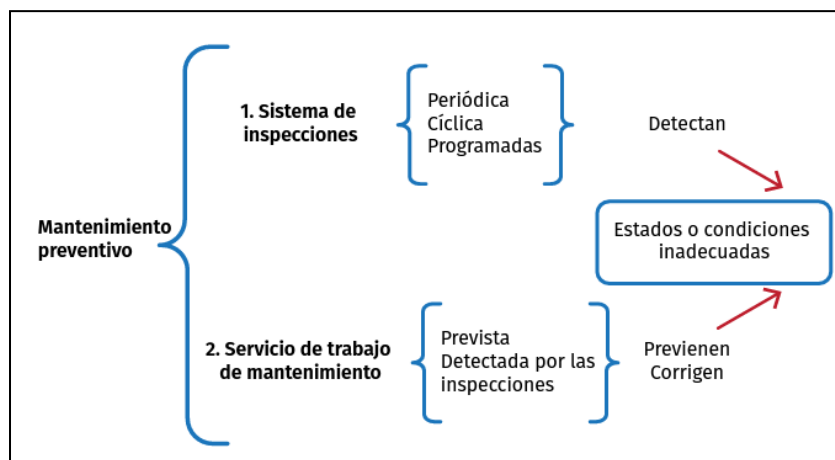 Mantenimiento
preventivo
1. Sistema de
inspecciones
Periódica
Cíclica
Programadas
Detectan
Estados o condiciones
inadecuadas
2. Servicio de trabajo
de mantenimiento
Prevista
Detectada por las
inspecciones
Previenen
Corrigen